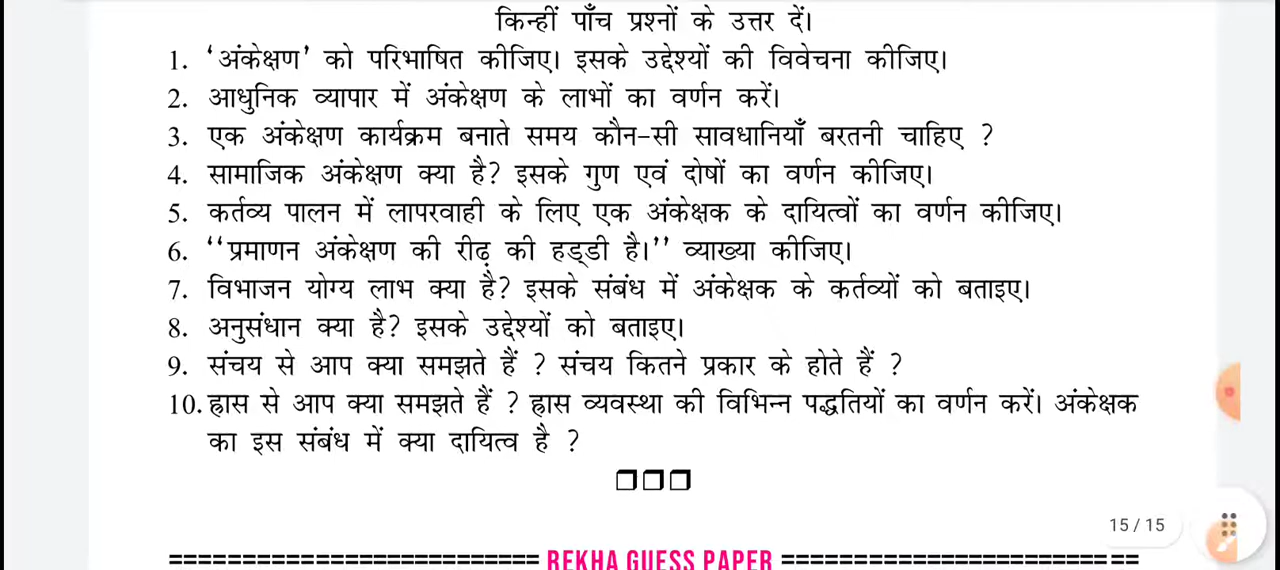 किन्हीं पाँच प्रश्नों के उत्तर दें।
1. ‘अंकेक्षण’ को परिभाषित कीजिए। इसके उद्देश्यों की विवेचना कीजिए।
2. आधुनिक व्यापार में अंकेक्षण के लाभों का वर्णन करें।
3. एक अंकेक्षण कार्यक्रम बनाते समय कौन-सी सावधानियाँ बरतनी चाहिए ?
4. सामाजिक अंकेक्षण क्या है? इसके गुण एवं दोषों का वर्णन कीजिए।
5. कर्तव्य पालन में लापरवाही के लिए एक अंकेक्षक के दायित्वों का वर्णन कीजिए।
6. ‘‘प्रमाणन अंकेक्षण की रीढ़ की हड्डी है।’’ व्याख्या कीजिए।
7. विभाजन योग्य लाभ क्या है? इसके संबंध में अंकेक्षक के कर्तव्यों को बताइए।
8. अनुसंधान क्या है? इसके उद्देश्यों को बताइए।
9. संचय से आप क्या समझते हैं ? संचय कितने प्रकार के होते हैं ?
10. ह्रास से आप क्या समझते हैं ? ह्रास व्यवस्था की विभिन्न पद्धतियों का वर्णन करें। अंकेक्षक
का इस संबंध में क्या दायित्व है ?
❒❒❒
15 / 15
========================== REKHA GUESS PAPER ==========================